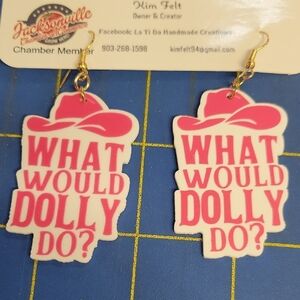 Kim Felt
Owner & Creator
Jacksonville
Facebook: La Ti Da Handmade Creations
Chamber Member
903-268-1598
kimfelt94@gmail.com
WHAT
WOULD
DOLLY
DO?
WHAT
WOULD
DOLLY
DO?